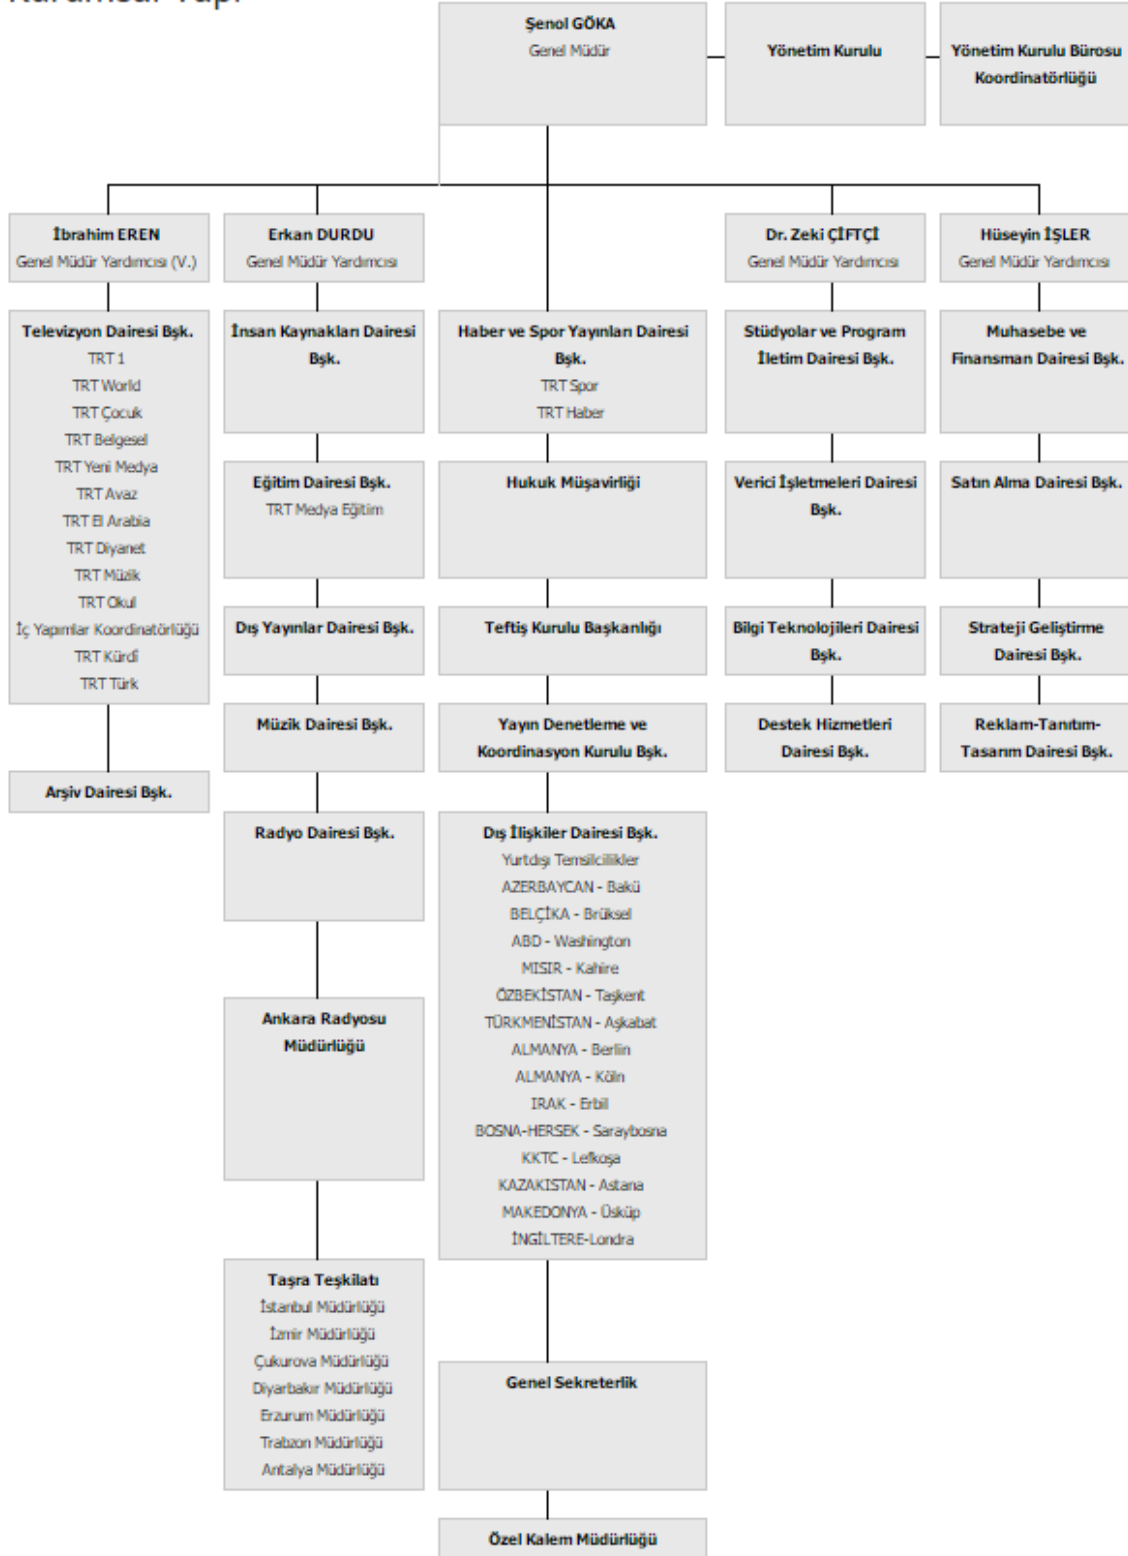 Kurumsal Yapı
Şenol GÖKA
Genel Müdür
Yönetim Kurulu
Yönetim Kurulu Bürosu
Koordinatörlüğü
İbrahim EREN
Genel Müdür Yardımcısı (V.)
Erkan DURDU
Genel Müdür Yardımcısı
Dr. Zeki ÇİFTÇİ
Genel Müdür Yardımcısı
Hüseyin İŞLER
Genel Müdür Yardımcısı
Televizyon Dairesi Bşk.
TRT 1
TRT World
TRT Çocuk
TRT Belgesel
TRT Yeni Medya
TRT Avaz
TRT El Arabia
TRT Diyanet
TRT Müzik
TRT Okul
İç Yapımlar Koordinatörlüğü
TRT Kürdî
TRT Türk
Arşiv Dairesi Bşk.
İnsan Kaynakları Dairesi
Bşk.
Eğitim Dairesi Bşk.
TRT Medya Eğitim
Dış Yayınlar Dairesi Bşk.
Müzik Dairesi Bşk.
Radyo Dairesi Bşk.
Ankara Radyosu
Müdürlüğü
Taşra Teşkilatı
İstanbul Müdürlüğü
İzmir Müdürlüğü
Çukurova Müdürlüğü
Diyarbakır Müdürlüğü
Erzurum Müdürlüğü
Trabzon Müdürlüğü
Antalya Müdürlüğü
Haber ve Spor Yayınları Dairesi
Bşk.
TRT Spor
TRT Haber
Hukuk Müşavirliği
Teftiş Kurulu Başkanlığı
Yayın Denetleme ve
Koordinasyon Kurulu Bşk.
Dış İlişkiler Dairesi Bşk.
Yurtdışı Temsilcilikler
AZERBAYCAN - Bakü
BELÇİKA - Brüksel
ABD - Washington
MISIR - Kahire
ÖZBEKİSTAN - Taşkent
TÜRKMENİSTAN - Aşkabat
ALMANYA - Berlin
ALMANYA - Köln
IRAK - Erbil
BOSNA-HERSEK - Saraybosna
KKTC - Lefkoşa
KAZAKISTAN - Astana
MAKEDONYA - Üsküp
İNGİLTERE-Londra
Genel Sekreterlik
Özel Kalem Müdürlüğü
Stüdyolar ve Program
İletim Dairesi Bşk.
Verici İşletmeleri Dairesi
Bşk.
Bilgi Teknolojileri Dairesi
Bşk.
Destek Hizmetleri
Dairesi Bşk.
Muhasebe ve
Finansman Dairesi Bşk.
Satın Alma Dairesi Bşk.
Strateji Geliştirme
Dairesi Bşk.
Reklam-Tanıtım-
Tasarım Dairesi Bşk.